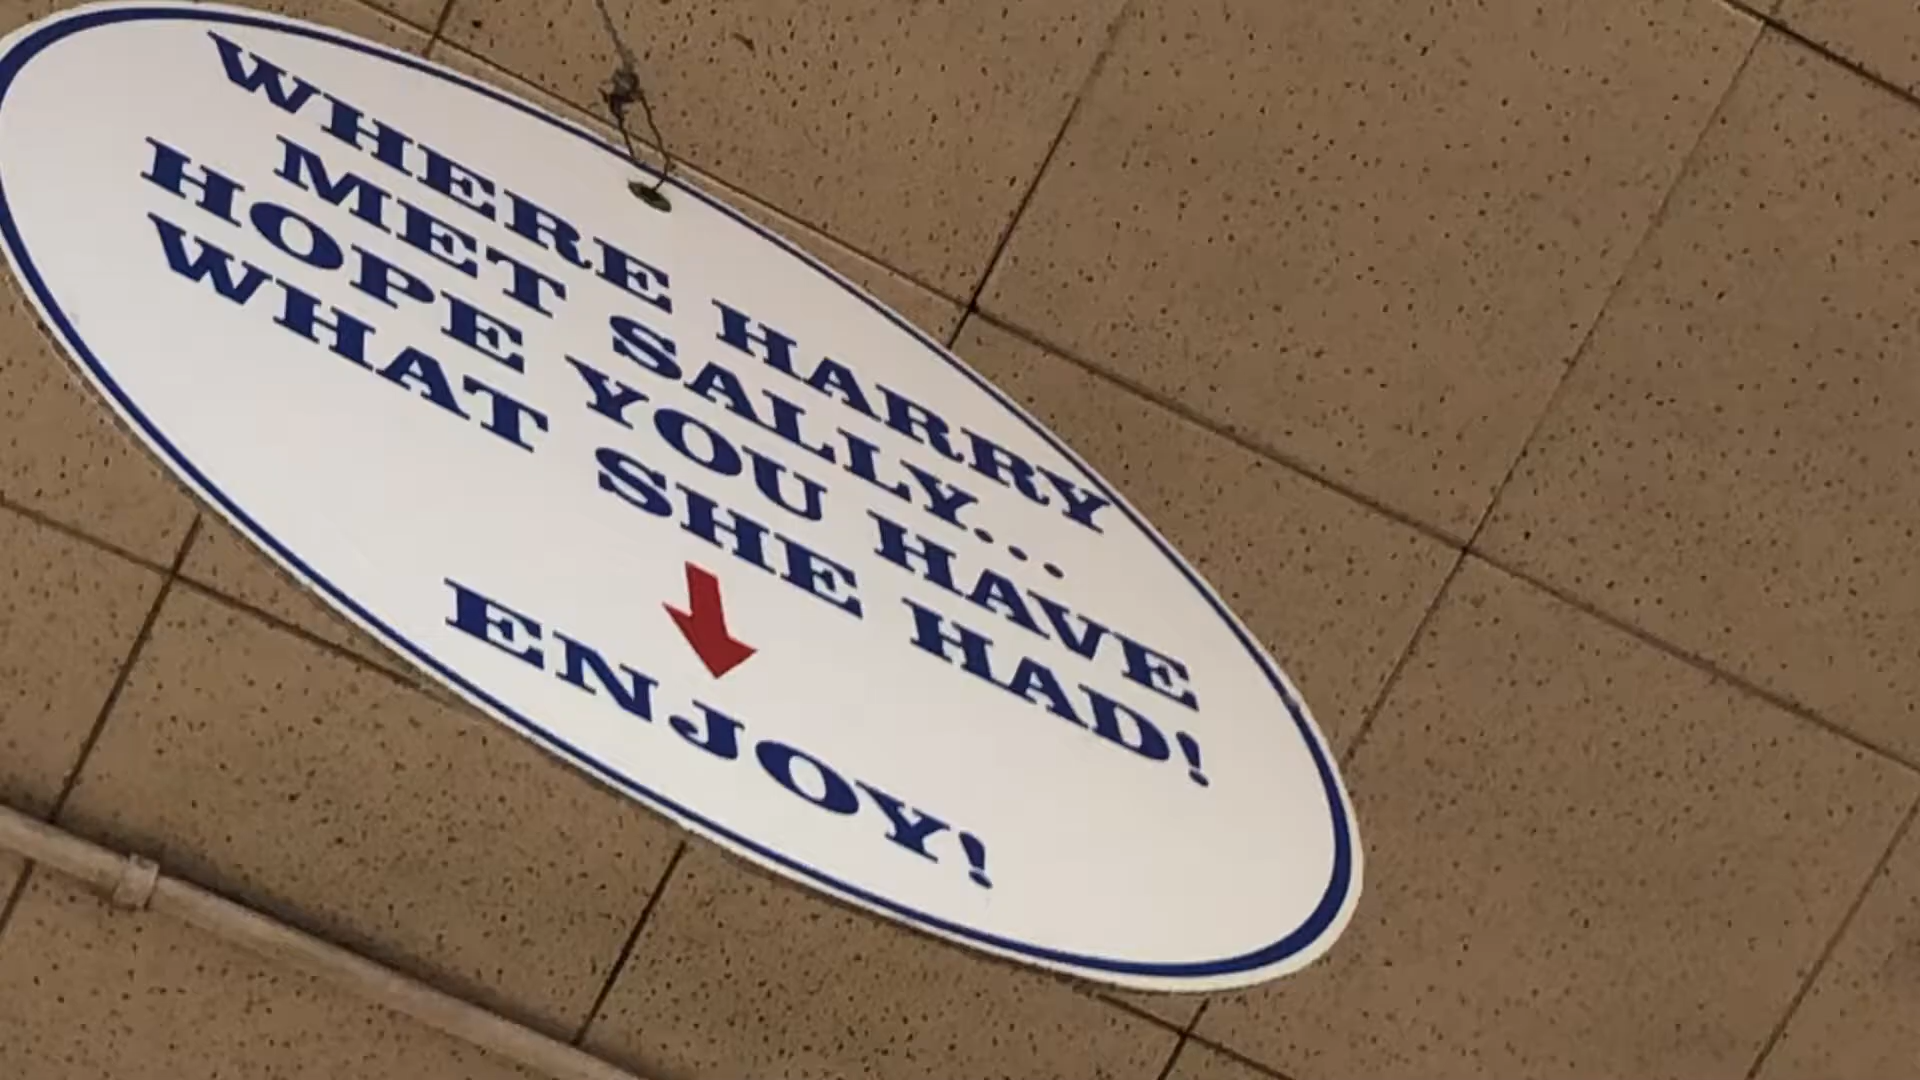 WHERE HARRY
MET SALLY...
HOPE YOU HAVE
WHAT SHE HAD!
ENJOY!